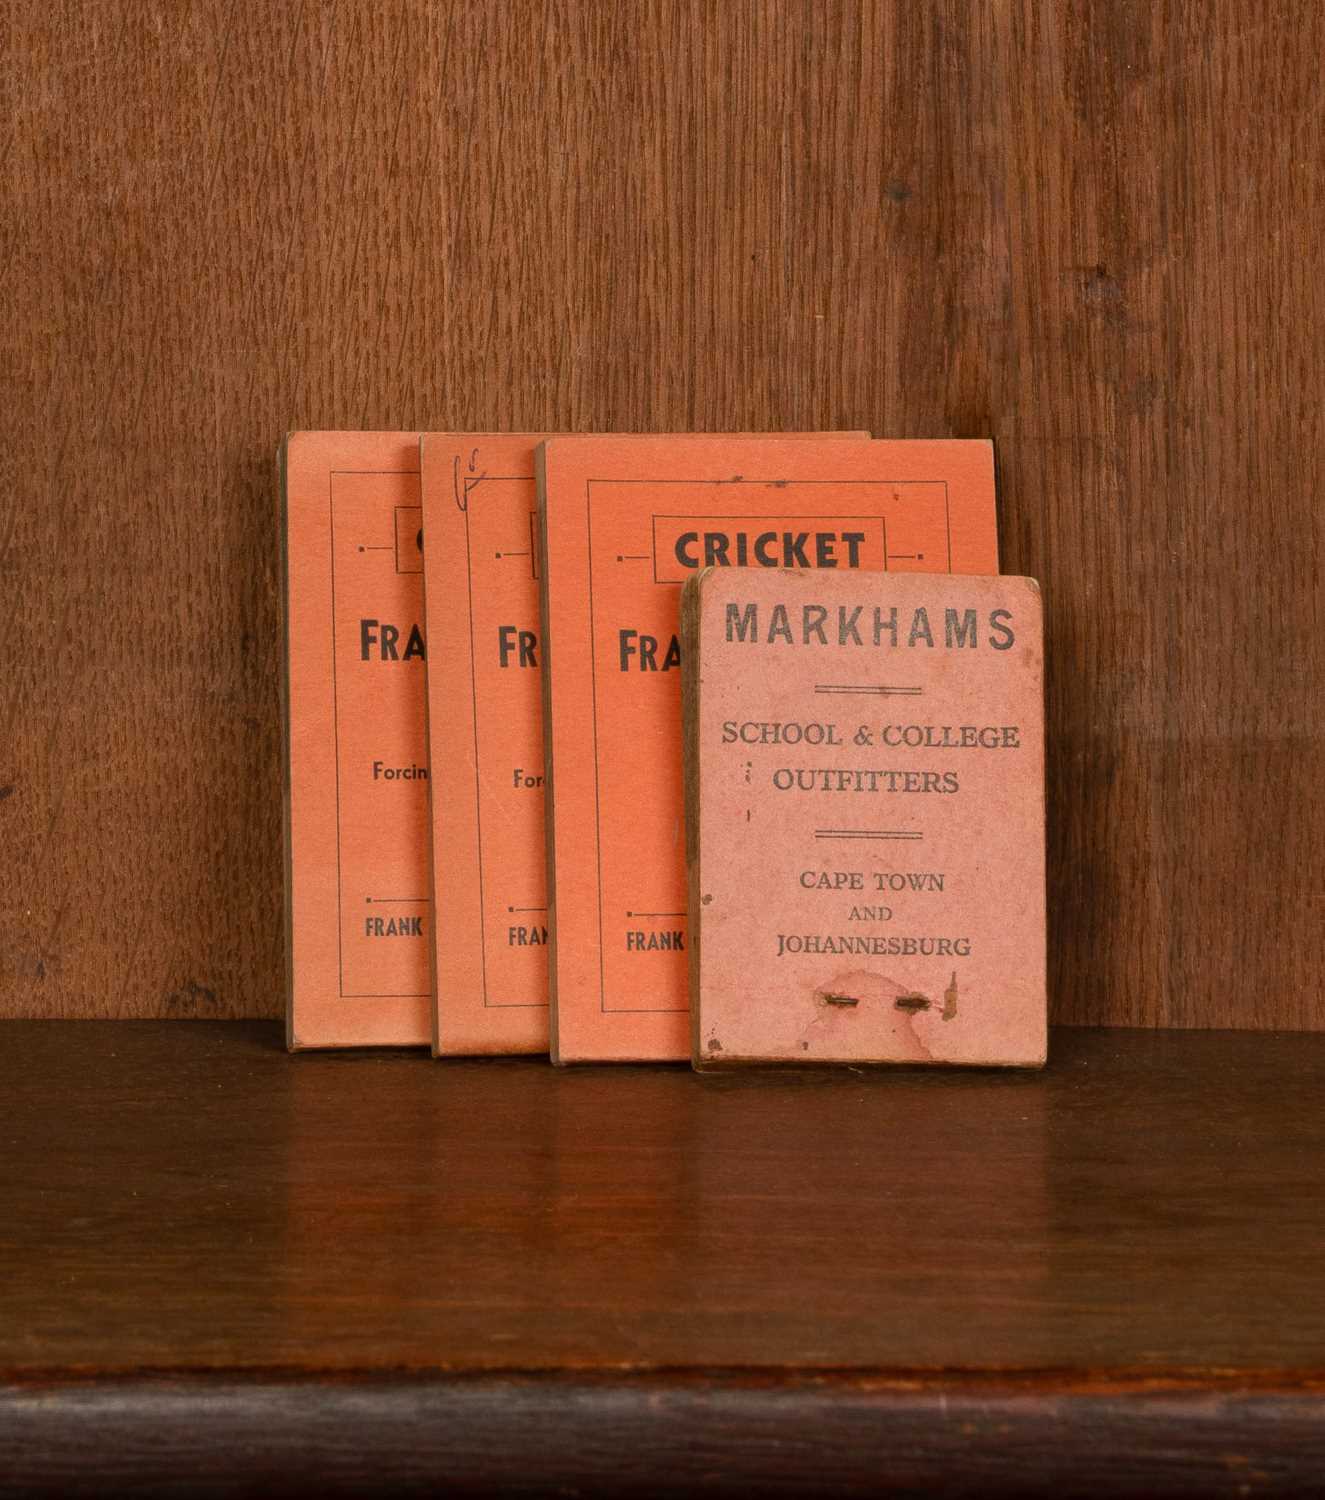 FRA
Forcin
FRANK
FR
For
FRAN
CRICKET
FRA
FRANK
MARKHAMS
SCHOOL & COLLEGE
OUTFITTERS
CAPE TOWN
AND
JOHANNESBURG